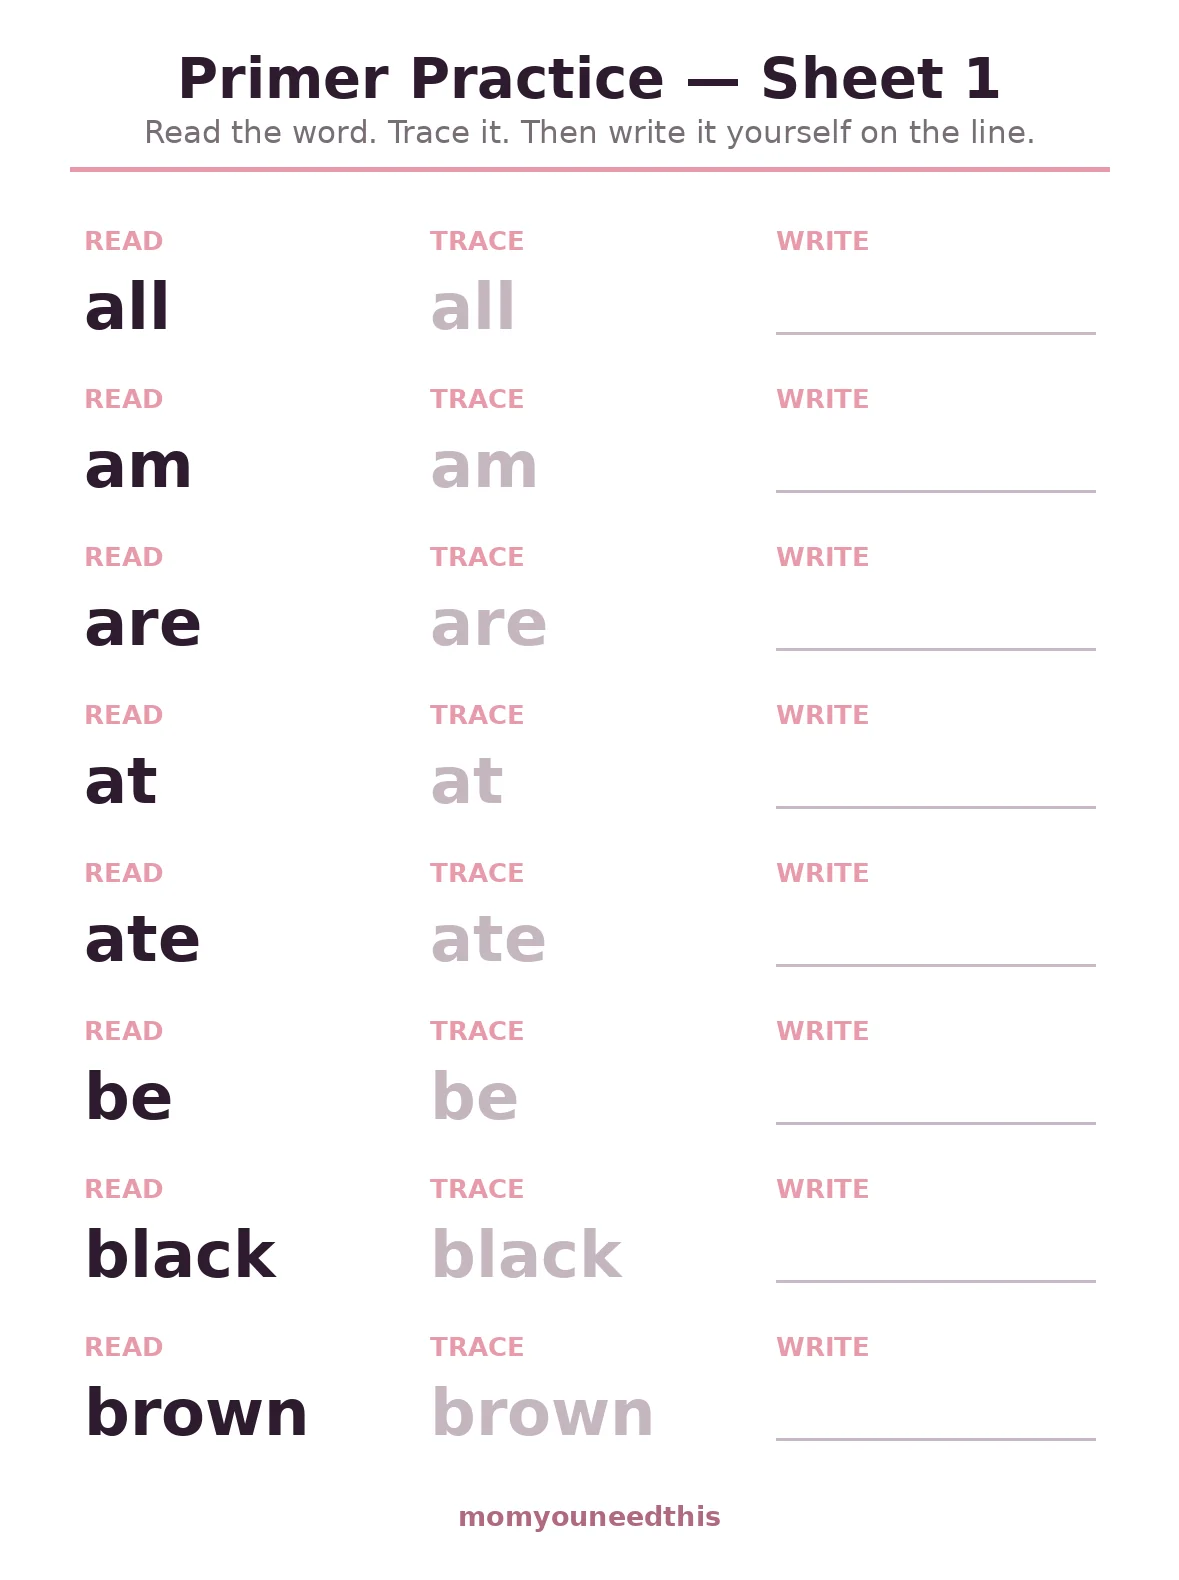 Primer Practice — Sheet 1
Read the word. Trace it. Then write it yourself on the line.
READ TRACE WRITE
all all
READ TRACE WRITE
am am
READ TRACE WRITE
are are
READ TRACE WRITE
at at
READ TRACE WRITE
ate ate
READ TRACE WRITE
be be
READ TRACE WRITE
black black
READ TRACE WRITE
brown brown
momyouneedthis